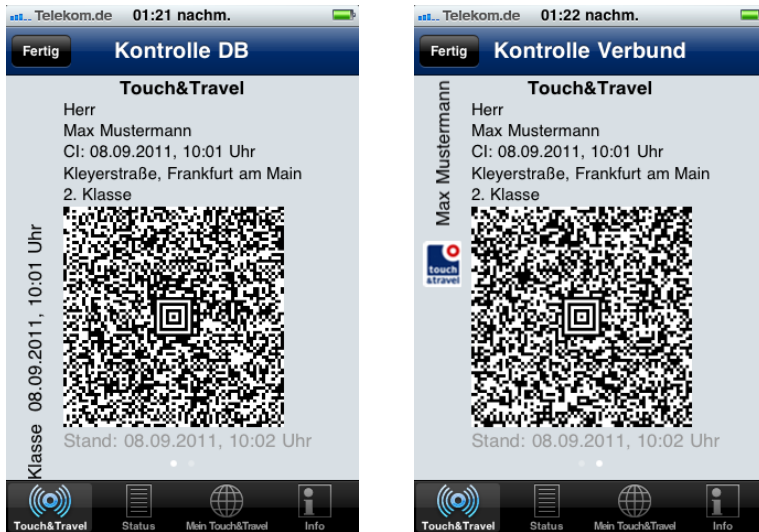 Telekom.de 01:21 nachm.
Fertig
Kontrolle DB
Touch&Travel
Herr
Max Mustermann
CI: 08.09.2011, 10:01 Uhr
Kleyerstraße, Frankfurt am Main
2. Klasse
Klasse 08.09.2011, 10:01 Uhr
Stand: 08.09.2011, 10:02 Uhr
Touch&Travel
Status
Mein Touch&Travel
Info
Telekom.de 01:22 nachm.
Fertig
Kontrolle Verbund
Touch&Travel
Herr
Max Mustermann
CI: 08.09.2011, 10:01 Uhr
Kleyerstraße, Frankfurt am Main
2. Klasse
Max Mustermann
touch
&travel
Stand: 08.09.2011, 10:02 Uhr
Touch&Travel
Status
Mein Touch&Travel
Info